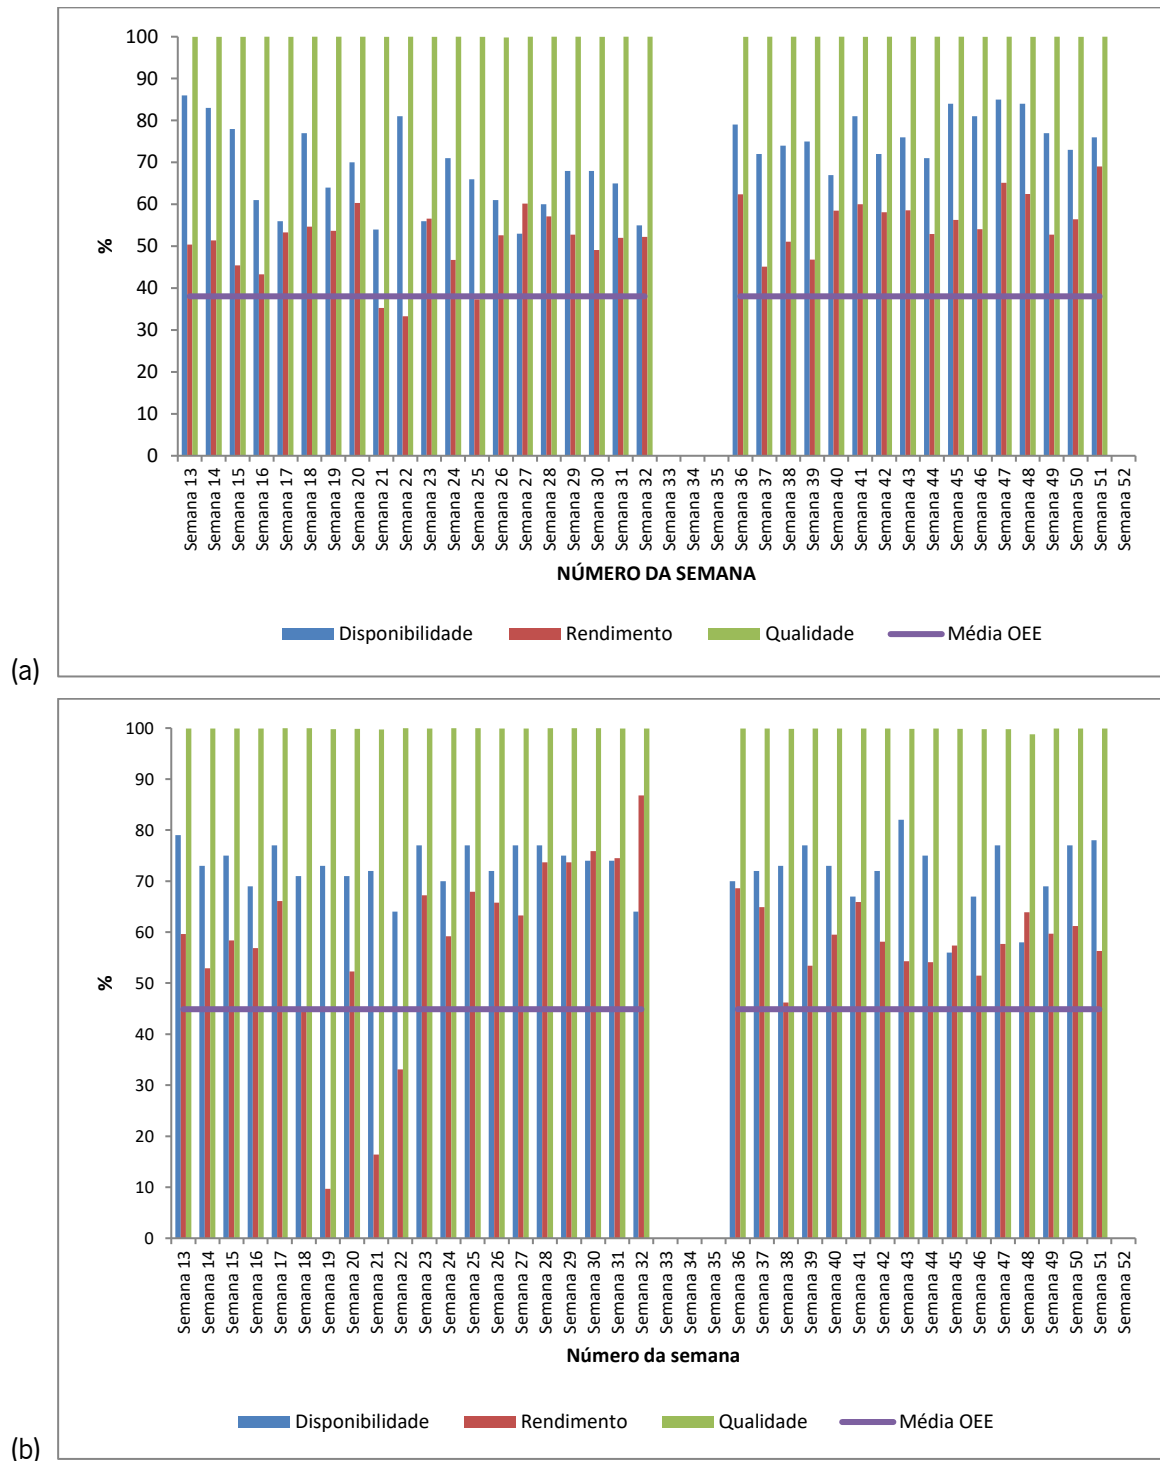 100
90
80
70
60
50
40
30
20
10
0
%
Semana 13
Semana 14
Semana 15
Semana 16
Semana 17
Semana 18
Semana 19
Semana 20
Semana 21
Semana 22
Semana 23
Semana 24
Semana 25
Semana 26
Semana 27
Semana 28
Semana 29
Semana 30
Semana 31
Semana 32
Semana 33
Semana 34
Semana 35
Semana 36
Semana 37
Semana 38
Semana 39
Semana 40
Semana 41
Semana 42
Semana 43
Semana 44
Semana 45
Semana 46
Semana 47
Semana 48
Semana 49
Semana 50
Semana 51
Semana 52
NÚMERO DA SEMANA
Disponibilidade Rendimento Qualidade Média OEE
(a)
100
90
80
70
60
50
40
30
20
10
0
%
Semana 13
Semana 14
Semana 15
Semana 16
Semana 17
Semana 18
Semana 19
Semana 20
Semana 21
Semana 22
Semana 23
Semana 24
Semana 25
Semana 26
Semana 27
Semana 28
Semana 29
Semana 30
Semana 31
Semana 32
Semana 33
Semana 34
Semana 35
Semana 36
Semana 37
Semana 38
Semana 39
Semana 40
Semana 41
Semana 42
Semana 43
Semana 44
Semana 45
Semana 46
Semana 47
Semana 48
Semana 49
Semana 50
Semana 51
Semana 52
Número da semana
Disponibilidade Rendimento Qualidade Média OEE
(b)